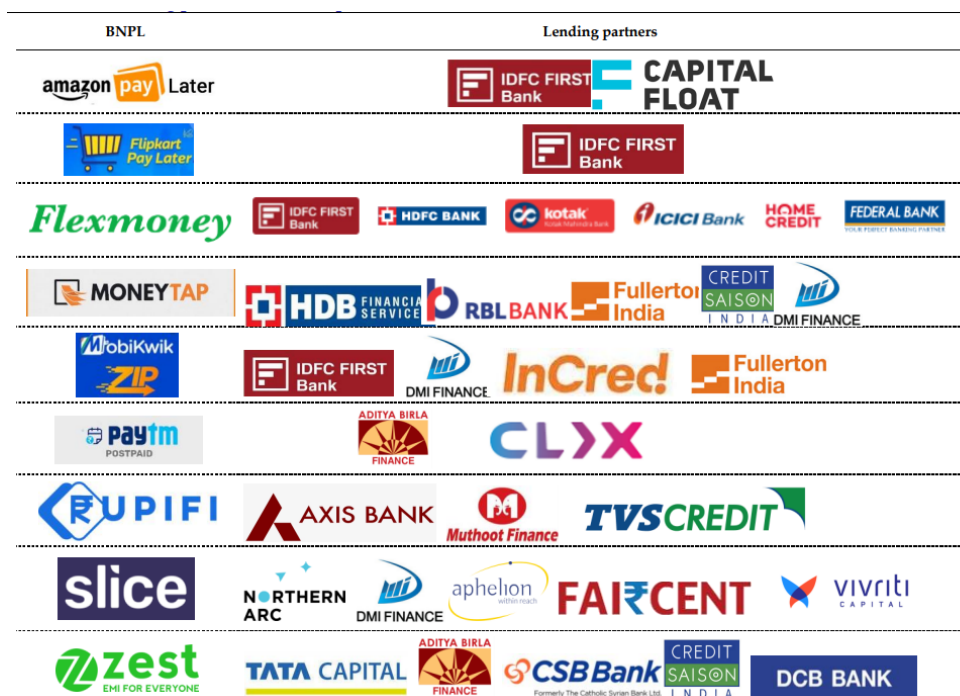 BNPL Lending partners
amazon pay Later IDFC FIRST Bank CAPITAL FLOAT
Flipkart Pay Later IDFC FIRST Bank
Flexmoney IDFC FIRST Bank HDFC BANK kotak Kotak Mahindra Bank ICICI Bank HOME CREDIT FEDERAL BANK YOUR PERFECT BANKING PARTNER
MONEYTAP HDB FINANCIA SERVICE RBL BANK Fullerton India CREDIT SAISON INDIA DMI FINANCE
MobiKwik ZIP IDFC FIRST Bank DMI FINANCE InCred! Fullerton India
paytm POSTPAID ADITYA BIRLA FINANCE CLIX
RUPIFI AXIS BANK Muthoot Finance TVS CREDIT
slice NORTHERN ARC DMI FINANCE aphelion within reach FAIRCENT VIVRITI CAPITAL
zest EMI FOR EVERYONE TATA CAPITAL ADITYA BIRLA FINANCE CSB Bank Formerly The Catholic Syrian Bank Ltd. CREDIT SAISON INDIA DCB BANK